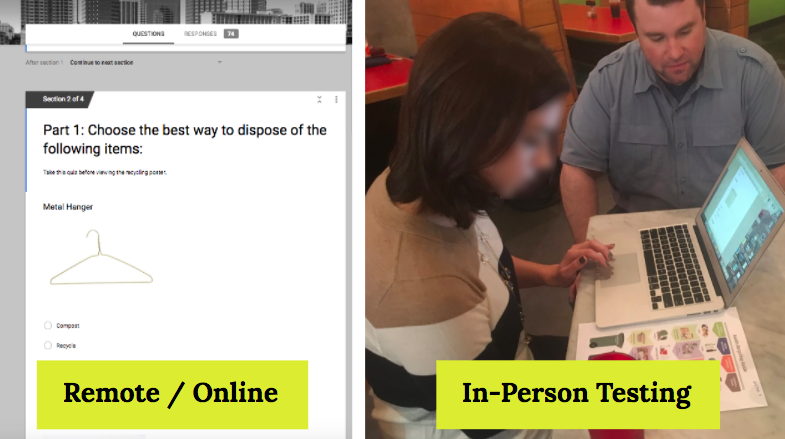 QUESTIONS RESPONSES 74
After section 1 Continue to next section
Section 2 of 4
Part 1: Choose the best way to dispose of the
following items:
Take this quiz before viewing the recycling poster.
Metal Hanger
Compost
Recycle
Remote / Online
In-Person Testing